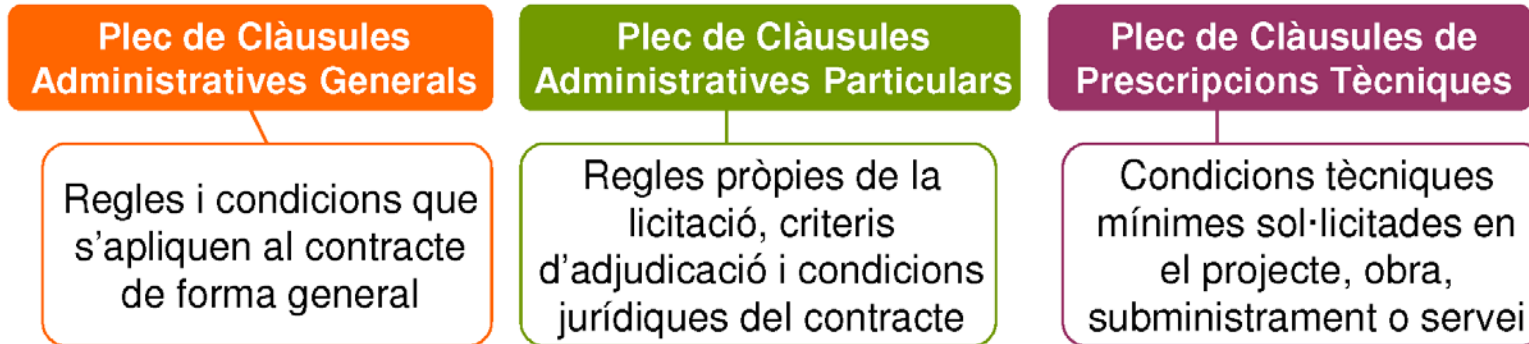 Plec de Clàusules
Administratives Generals
Regles i condicions que
s'apliquen al contracte
de forma general
Plec de Clàusules
Administratives Particulars
Regles pròpies de la
licitació, criteris
d'adjudicació i condicions
jurídiques del contracte
Plec de Clàusules de
Prescripcions Tècniques
Condicions tècniques
mínimes sol·licitades en
el projecte, obra,
subministrament o servei